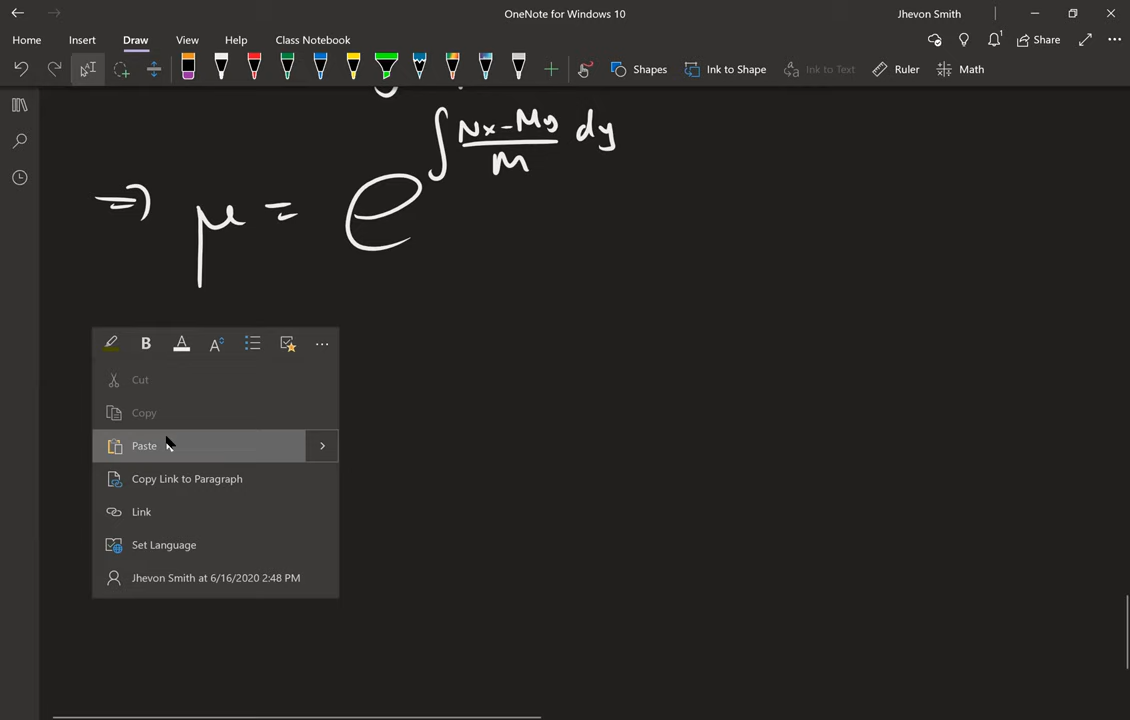 OneNote for Windows 10
Jhevon Smith
Home Insert Draw View Help Class Notebook
Share
Shapes Ink to Shape Ink to Text Ruler Math
⇒ μ = e^{∫ \frac{Nx - My}{M} dy}
B A A
Cut
Copy
Paste
Copy Link to Paragraph
Link
Set Language
Jhevon Smith at 6/16/2020 2:48 PM